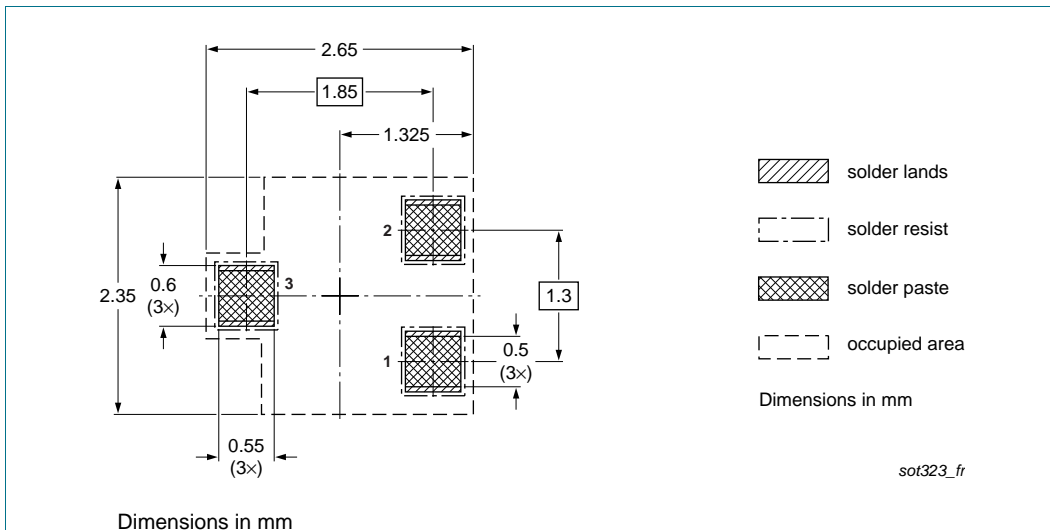 2.65
1.85
1.325
solder lands
2
solder resist
0.6
(3×)
3
2.35
1.3
solder paste
1
0.5
(3×)
occupied area
Dimensions in mm
0.55
(3×)
sot323_fr
Dimensions in mm